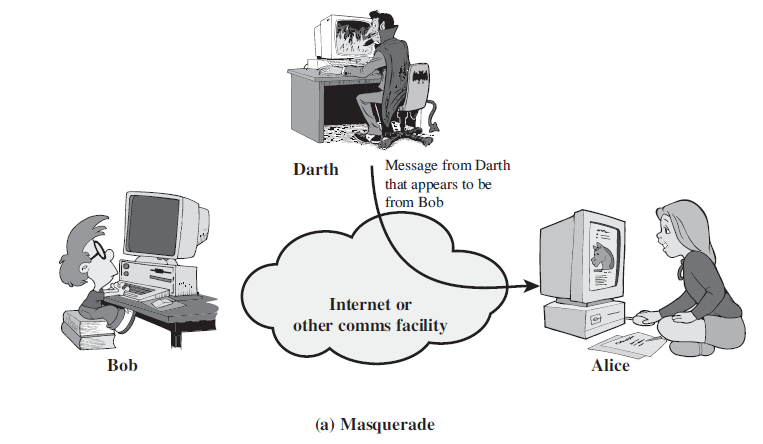 Darth
Message from Darth
that appears to be
from Bob
Internet or
other comms facility
Bob
Alice
(a) Masquerade